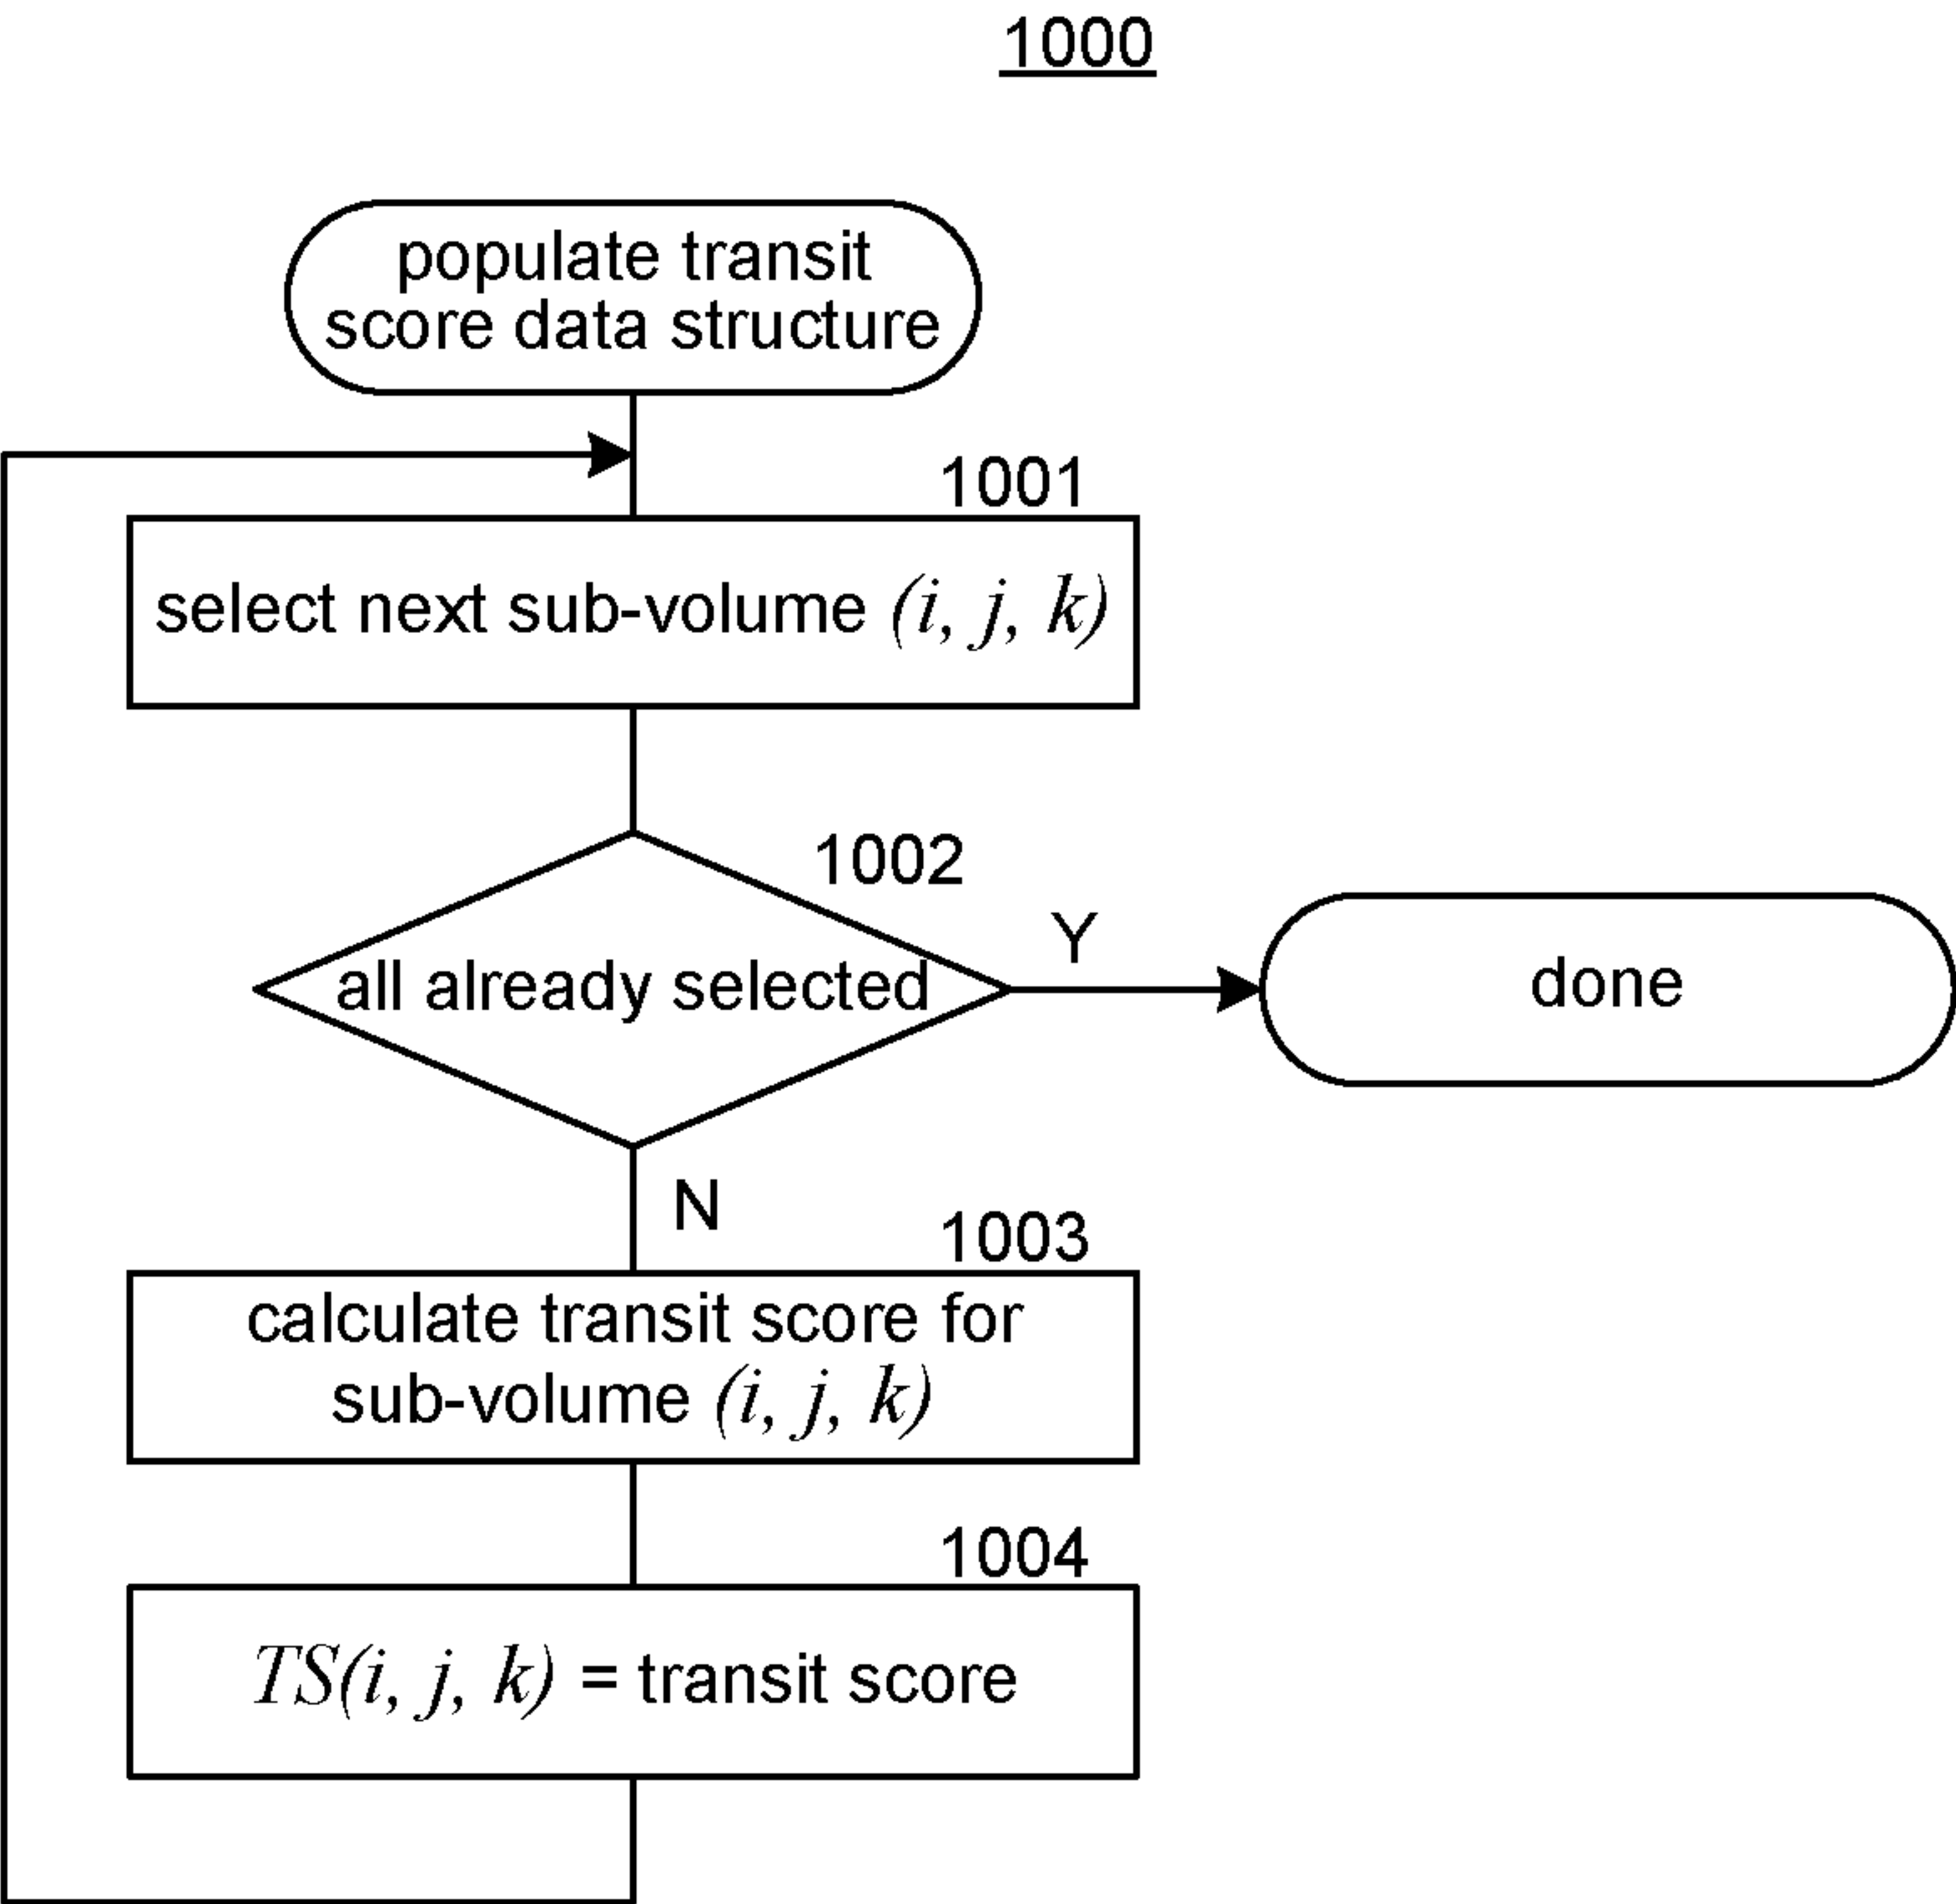 1000
populate transit
score data structure
1001
select next sub-volume (i, j, k)
1002
all already selected
Y
done
N
1003
calculate transit score for
sub-volume (i, j, k)
1004
TS(i, j, k) = transit score